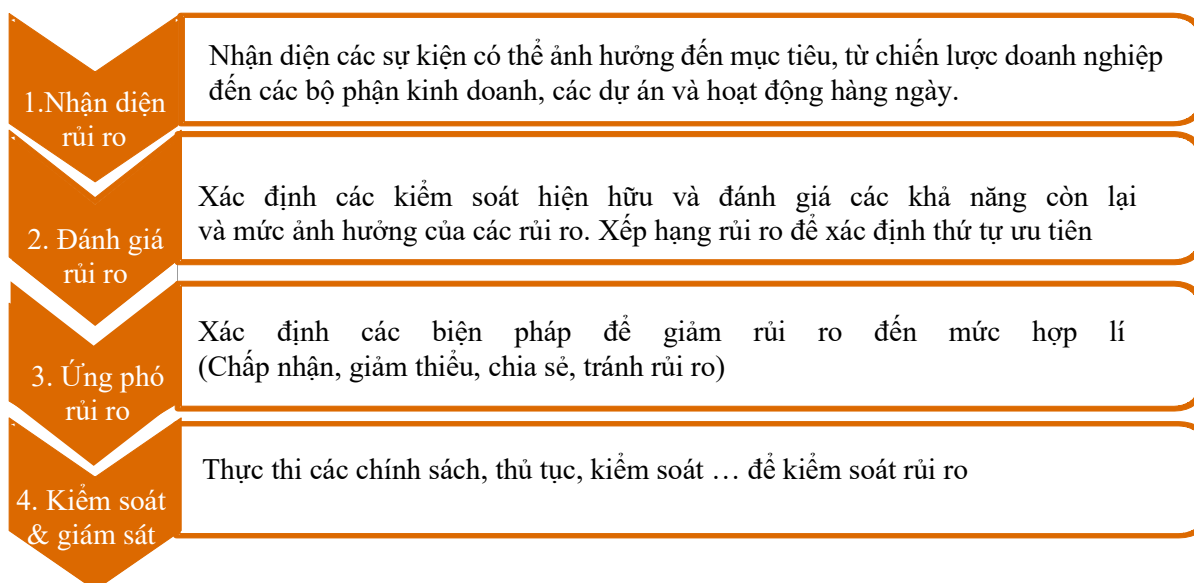 1.Nhận diện
rủi ro
Nhận diện các sự kiện có thể ảnh hưởng đến mục tiêu, từ chiến lược doanh nghiệp
đến các bộ phận kinh doanh, các dự án và hoạt động hàng ngày.
2. Đánh giá
rủi ro
Xác định các kiểm soát hiện hữu và đánh giá các khả năng còn lại
và mức ảnh hưởng của các rủi ro. Xếp hạng rủi ro để xác định thứ tự ưu tiên
3. Ứng phó
rủi ro
Xác định các biện pháp để giảm rủi ro đến mức hợp lí
(Chấp nhận, giảm thiểu, chia sẻ, tránh rủi ro)
4. Kiểm soát
& giám sát
Thực thi các chính sách, thủ tục, kiểm soát … để kiểm soát rủi ro